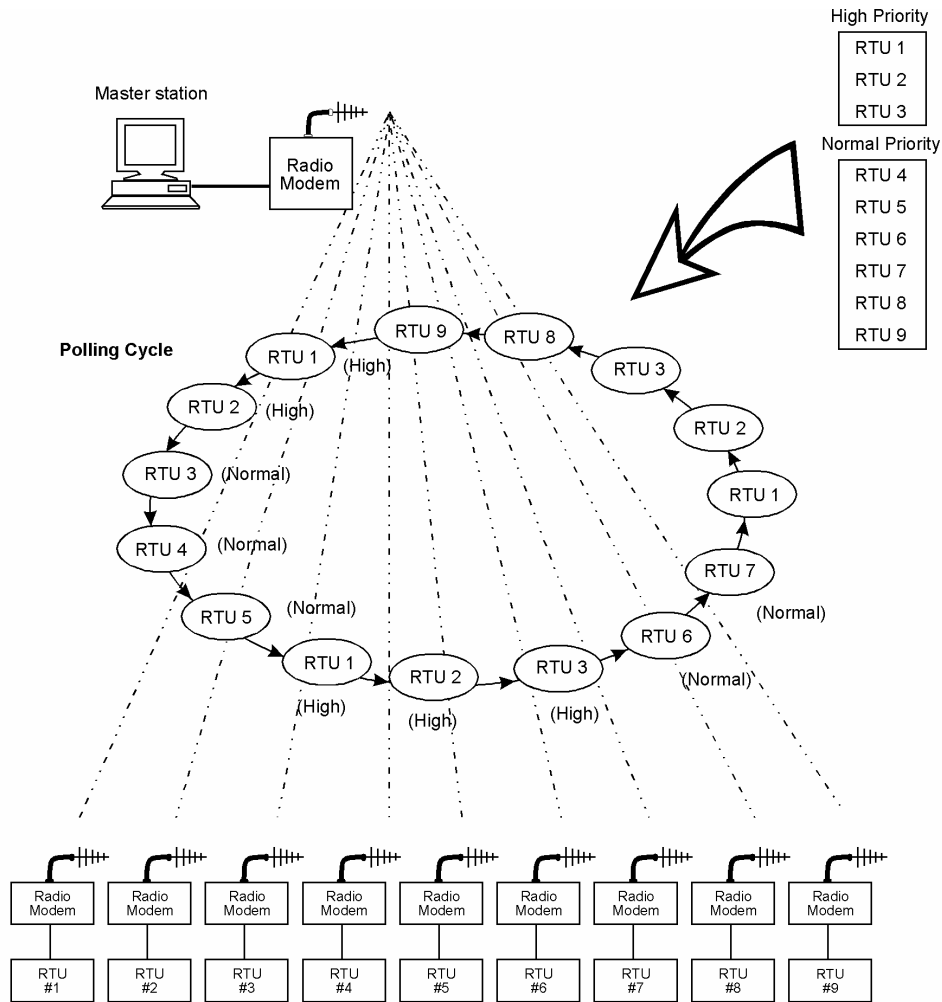 High Priority
RTU 1
RTU 2
RTU 3
Normal Priority
RTU 4
RTU 5
RTU 6
RTU 7
RTU 8
RTU 9
Master station
Radio
Modem
Polling Cycle
RTU 9
RTU 8
RTU 1
(High)
RTU 3
RTU 2
(High)
RTU 2
RTU 3
(Normal)
RTU 1
RTU 4
(Normal)
RTU 7
(Normal)
RTU 5
(Normal)
RTU 6
(Normal)
RTU 1
(High)
RTU 2
(High)
RTU 3
(High)
Radio
Modem
Radio
Modem
Radio
Modem
Radio
Modem
Radio
Modem
Radio
Modem
Radio
Modem
Radio
Modem
Radio
Modem
RTU
#1
RTU
#2
RTU
#3
RTU
#4
RTU
#5
RTU
#6
RTU
#7
RTU
#8
RTU
#9